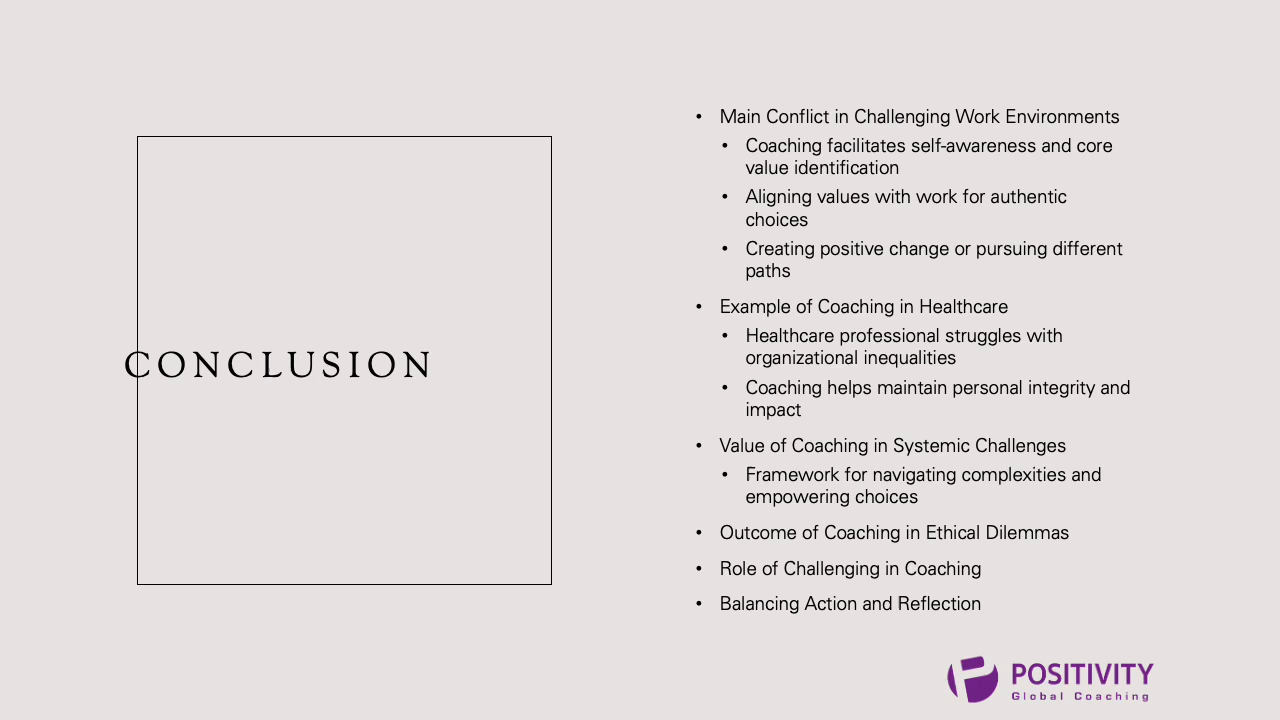 CONCLUSION
• Main Conflict in Challenging Work Environments
• Coaching facilitates self-awareness and core
value identification
• Aligning values with work for authentic
choices
• Creating positive change or pursuing different
paths
• Example of Coaching in Healthcare
• Healthcare professional struggles with
organizational inequalities
• Coaching helps maintain personal integrity and
impact
• Value of Coaching in Systemic Challenges
• Framework for navigating complexities and
empowering choices
• Outcome of Coaching in Ethical Dilemmas
• Role of Challenging in Coaching
• Balancing Action and Reflection
POSITIVITY
Global Coaching